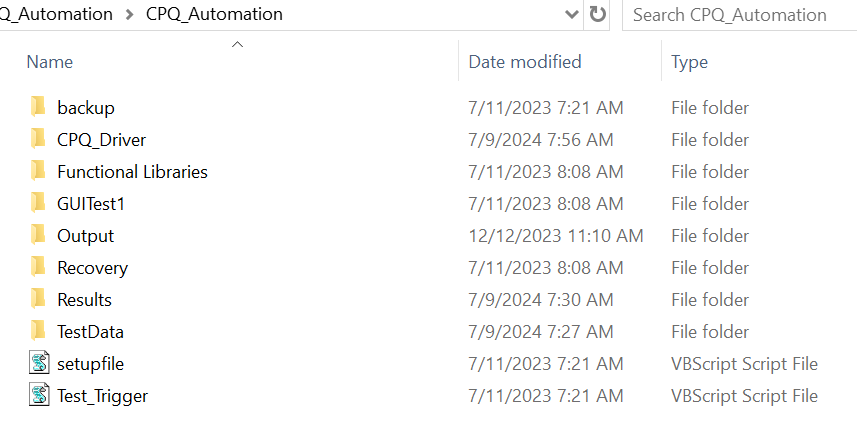 Q_Automation > CPQ_Automation Search CPQ_Automation
Name Date modified Type
backup 7/11/2023 7:21 AM File folder
CPQ_Driver 7/9/2024 7:56 AM File folder
Functional Libraries 7/11/2023 8:08 AM File folder
GUITest1 7/11/2023 8:08 AM File folder
Output 12/12/2023 11:10 AM File folder
Recovery 7/11/2023 8:08 AM File folder
Results 7/9/2024 7:30 AM File folder
TestData 7/9/2024 7:27 AM File folder
setupfile 7/11/2023 7:21 AM VBScript Script File
Test_Trigger 7/11/2023 7:21 AM VBScript Script File